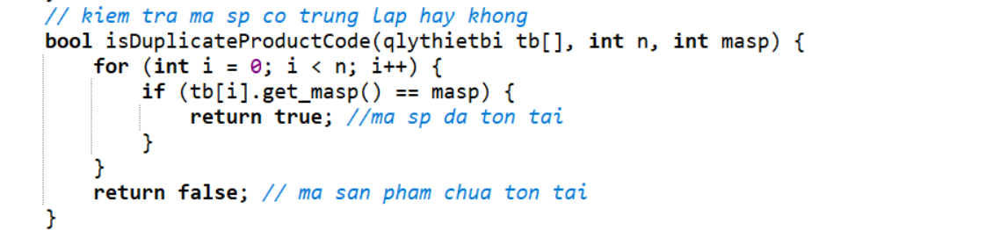 // kiem tra ma sp co trung lap hay khong
bool isDuplicateProductCode(qlythietbi tb[], int n, int masp) {
    for (int i = 0; i < n; i++) {
        if (tb[i].get_masp() == masp) {
            return true; //ma sp da ton tai
        }
    }
    return false; // ma san pham chua ton tai
}